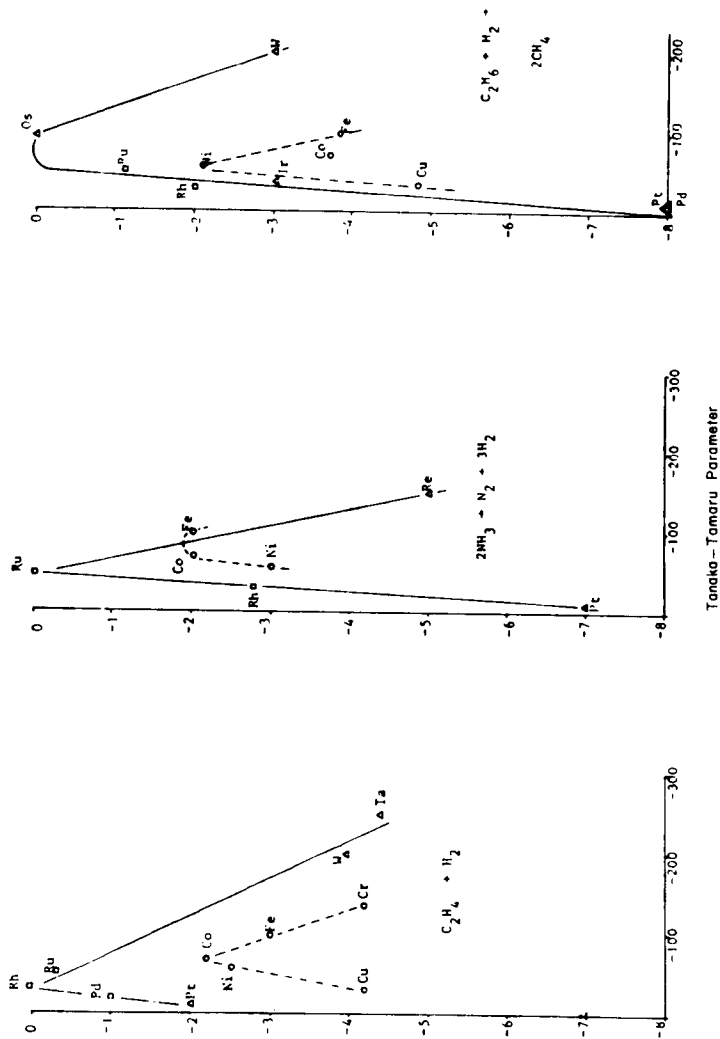 0
-1
-2
-3
-4
-5
-6
-7
-8
Rh
Ru
Pd
Pt
Co
Ni
Fe
Cu
Cr
W
Ta
C2H4 + H2
-100
-200
-300
0
-1
-2
-3
-4
-5
-6
-7
-8
Ru
Co
Fe
Rh
Ni
Re
Pt
2NH3 → N2 + 3H2
-100
-200
-300
0
-1
-2
-3
-4
-5
-6
-7
-8
Os
Ru
Rh
Ni
Ir
W
Co
Fe
Cu
Pt
Pd
C2H6 + H2 →
2CH4
-100
-200
Tanaka–Tamaru Parameter